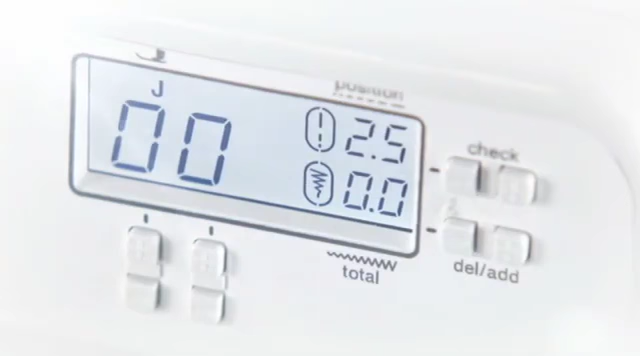 position
J
00
2.5
0.0
check
total
del/add